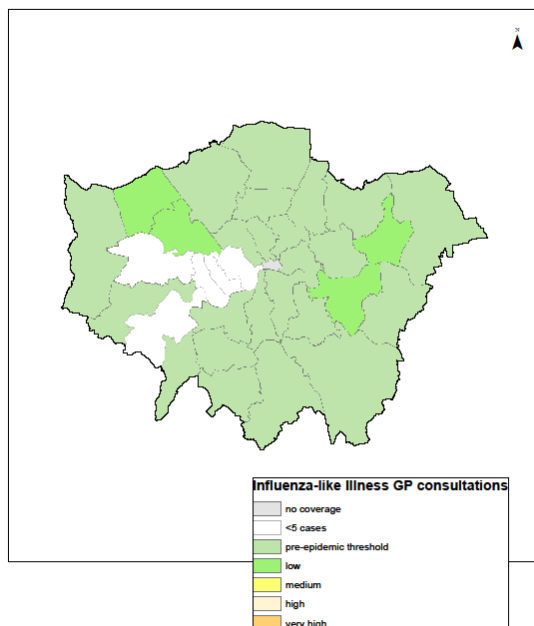 Influenza-like Illness GP consultations
no coverage
<5 cases
pre-epidemic threshold
low
medium
high
very high